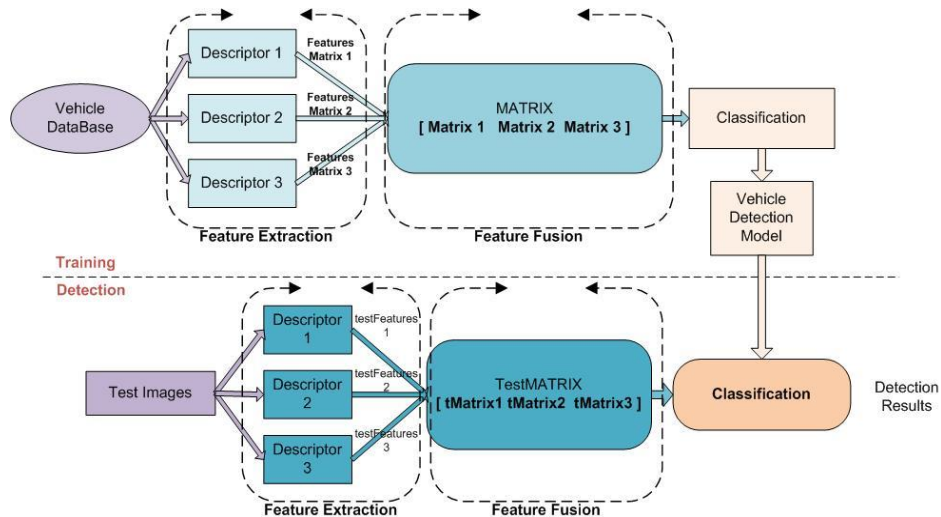 Descriptor 1
Features
Matrix 1
Vehicle
DataBase
Descriptor 2
Features
Matrix 2
Descriptor 3
Features
Matrix 3
Feature Extraction
MATRIX
[ Matrix 1 Matrix 2 Matrix 3 ]
Feature Fusion
Classification
Vehicle
Detection
Model
Training
Detection
Descriptor
1
testFeatures
1
Test Images
Descriptor
2
testFeatures
2
Descriptor
3
testFeatures
3
Feature Extraction
TestMATRIX
[ tMatrix1 tMatrix2 tMatrix3 ]
Feature Fusion
Classification
Detection
Results